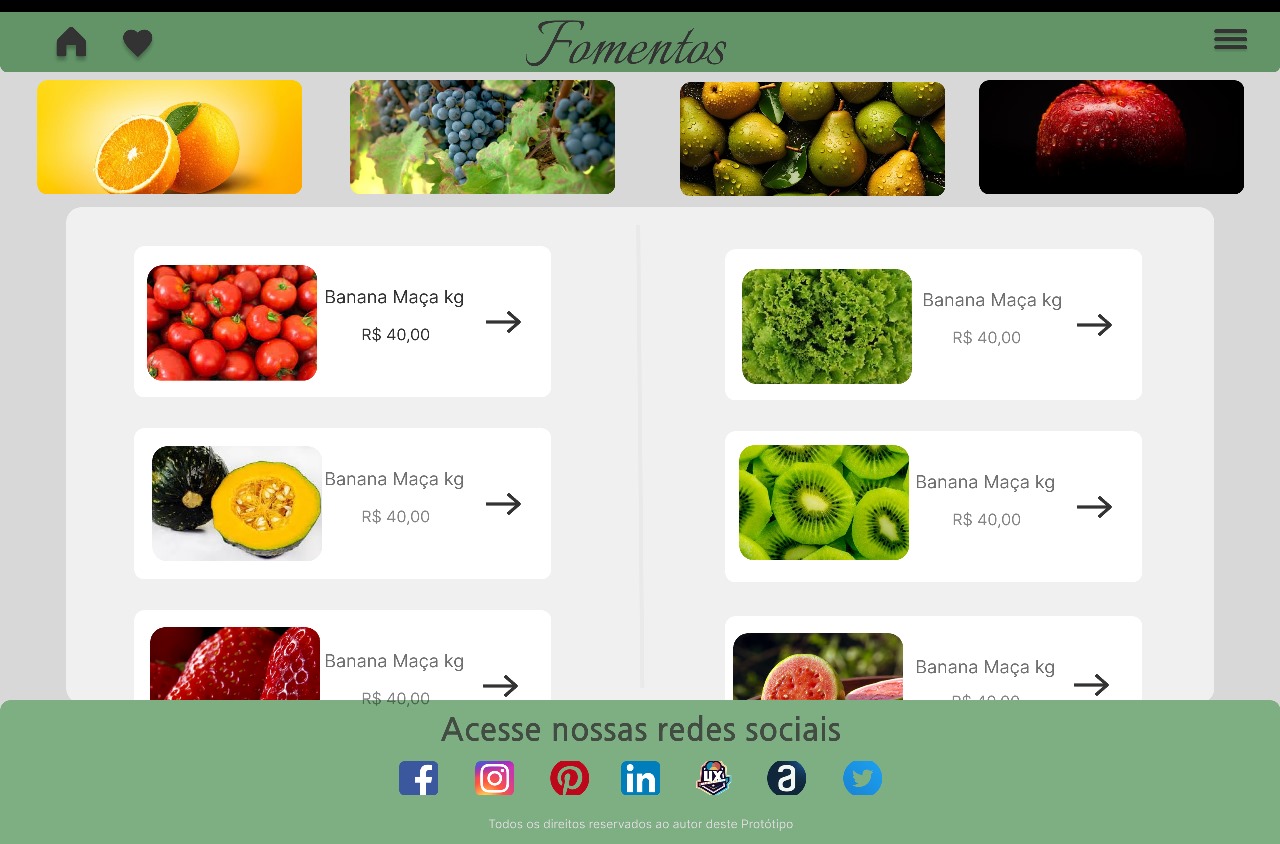 Fomentos
Banana Maça kg
R$ 40,00
Banana Maça kg
R$ 40,00
Banana Maça kg
R$ 40,00
Banana Maça kg
R$ 40,00
Banana Maça kg
R$ 40,00
Banana Maça kg
R$ 40,00
Acesse nossas redes sociais
UX
Todos os direitos reservados ao autor deste Protótipo